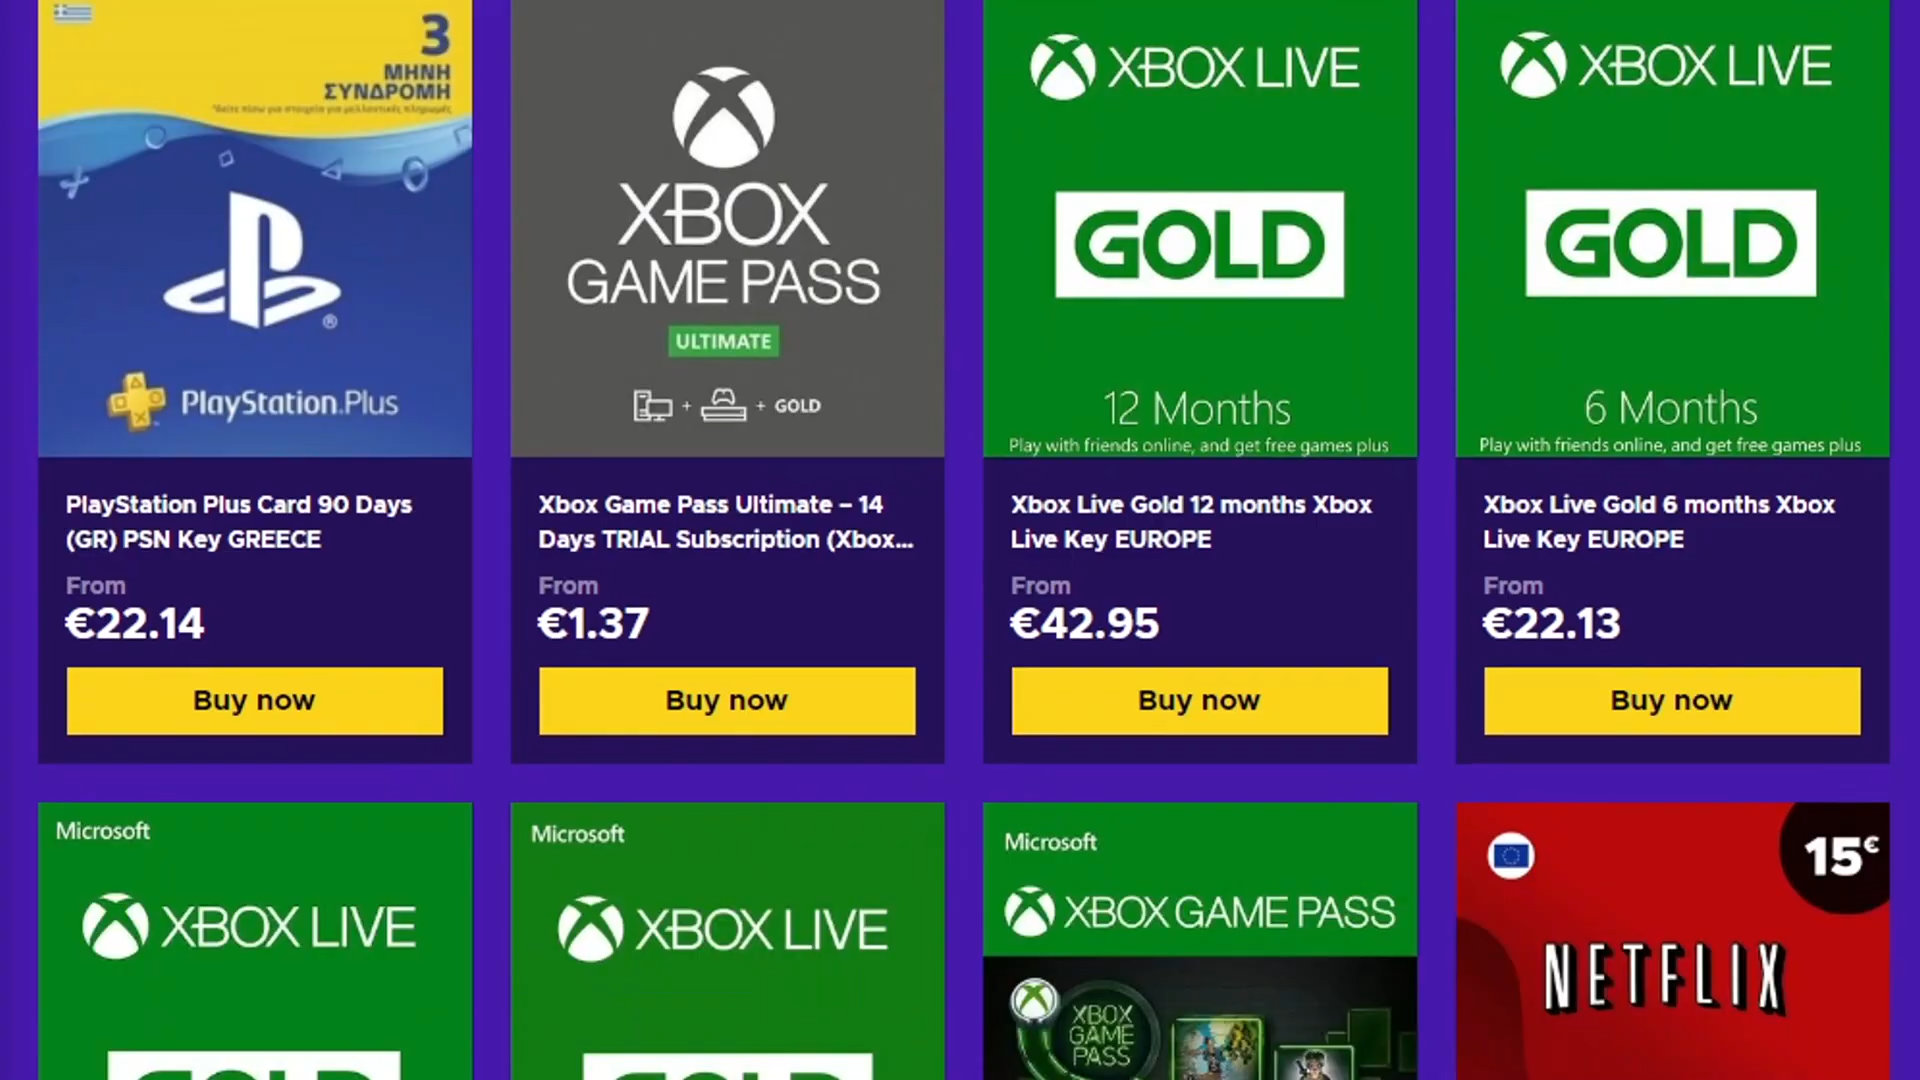 3
ΜΗΝΗ
ΣΥΝΔΡΟΜΗ
PlayStation.Plus
PlayStation Plus Card 90 Days
(GR) PSN Key GREECE
From
€22.14
Buy now
XBOX
GAME PASS
ULTIMATE
+ + GOLD
Xbox Game Pass Ultimate – 14
Days TRIAL Subscription (Xbox...
From
€1.37
Buy now
XBOX LIVE
GOLD
12 Months
Play with friends online, and get free games plus
Xbox Live Gold 12 months Xbox
Live Key EUROPE
From
€42.95
Buy now
XBOX LIVE
GOLD
6 Months
Play with friends online, and get free games plus
Xbox Live Gold 6 months Xbox
Live Key EUROPE
From
€22.13
Buy now
Microsoft
XBOX LIVE
GOLD
Microsoft
XBOX LIVE
GOLD
Microsoft
XBOX GAME PASS
XBOX
GAME
PASS
15€
NETFLIX